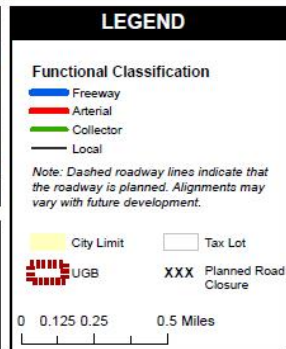 LEGEND
Functional Classification
Freeway
Arterial
Collector
Local
Note: Dashed roadway lines indicate that
the roadway is planned. Alignments may
vary with future development.
City Limit
Tax Lot
UGB
XXX Planned Road
Closure
0 0.125 0.25 0.5 Miles